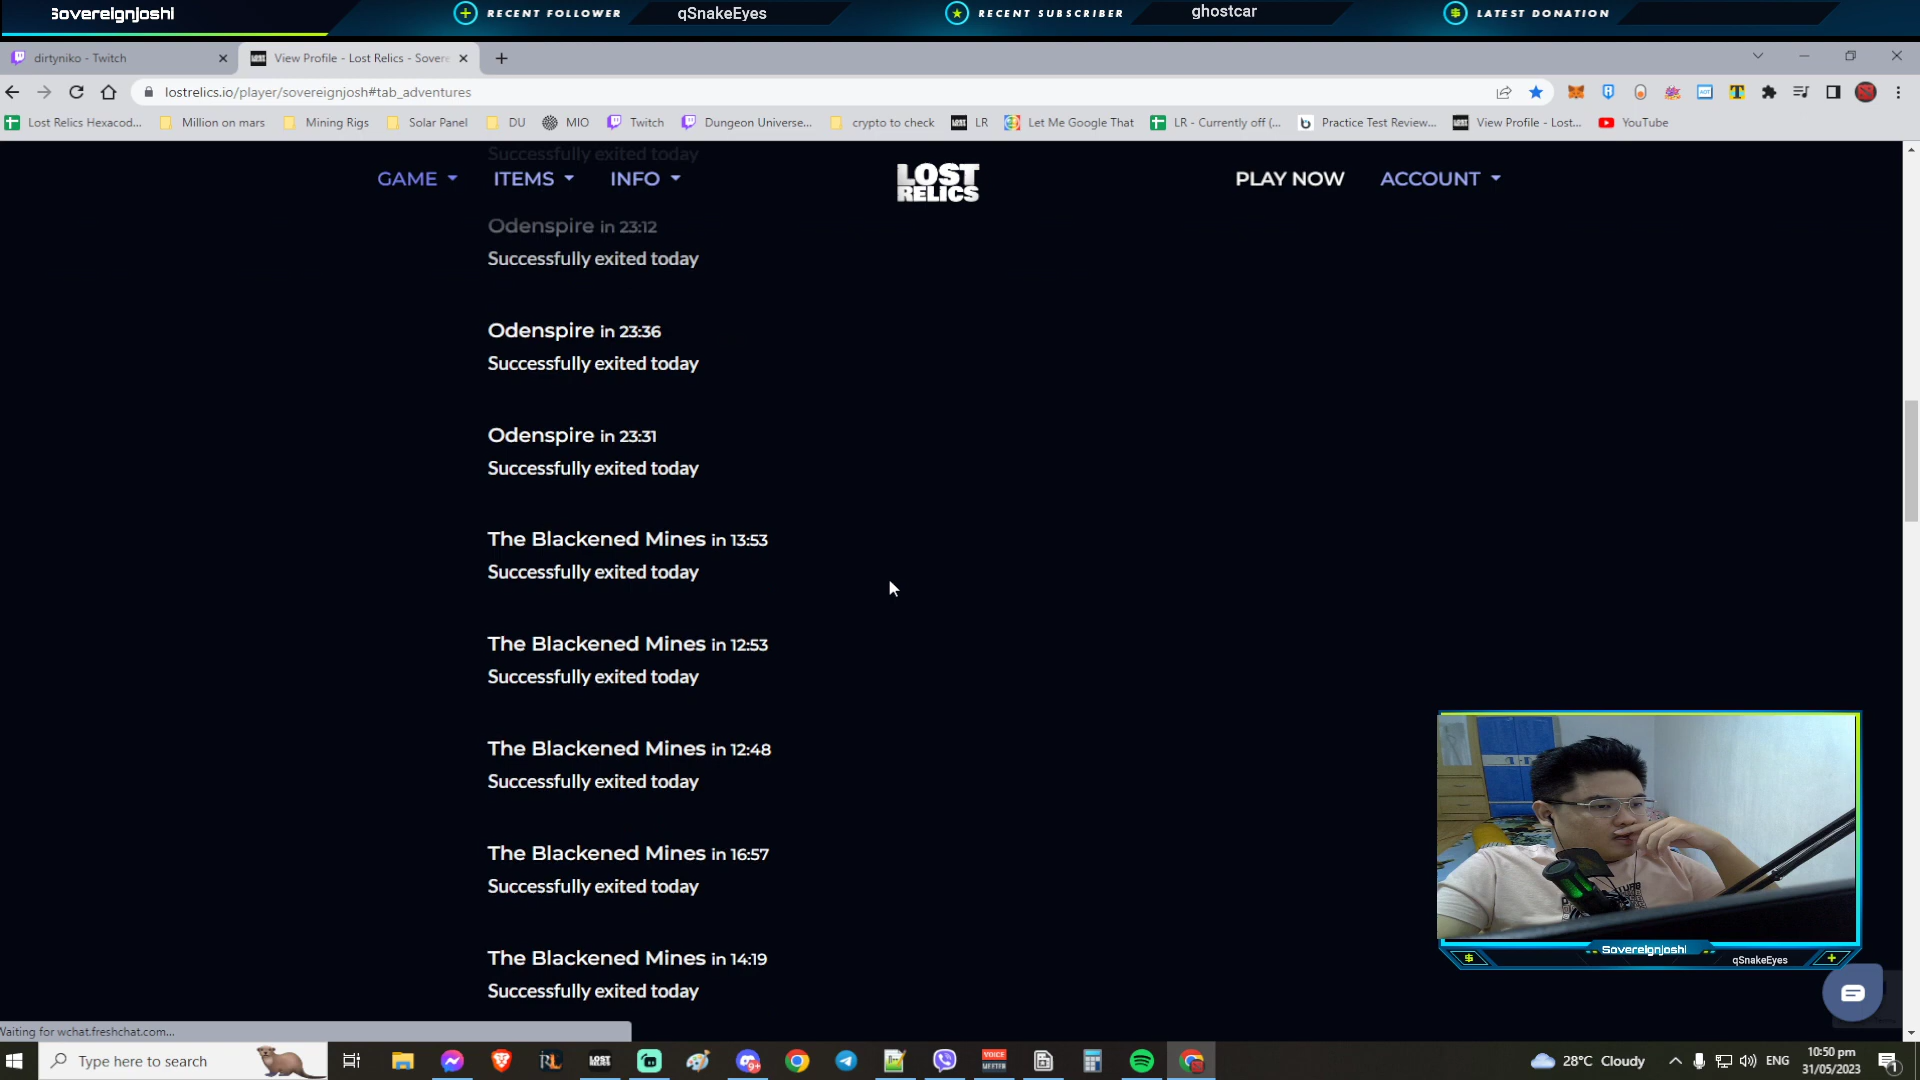 SovereignJoshi
RECENT FOLLOWER qSnakeEyes
RECENT SUBSCRIBER ghostcar
LATEST DONATION
dirtyniko - Twitch
View Profile - Lost Relics - Sovere
lostrelics.io/player/sovereignjosh#tab_adventures
Lost Relics Hexacod...
Million on mars
Mining Rigs
Solar Panel
DU
MIO
Twitch
Dungeon Universe...
crypto to check
LR
Let Me Google That
LR - Currently off (...
Practice Test Review...
View Profile - Lost...
YouTube
Successfully exited today
GAME
ITEMS
INFO
LOST
RELICS
PLAY NOW
ACCOUNT
Odenspire in 23:12
Successfully exited today
Odenspire in 23:36
Successfully exited today
Odenspire in 23:31
Successfully exited today
The Blackened Mines in 13:53
Successfully exited today
The Blackened Mines in 12:53
Successfully exited today
The Blackened Mines in 12:48
Successfully exited today
The Blackened Mines in 16:57
Successfully exited today
The Blackened Mines in 14:19
Successfully exited today
SovereignJoshi
qSnakeEyes
Waiting for wchat.freshchat.com...
Type here to search
28°C Cloudy
ENG
10:50 pm
31/05/2023